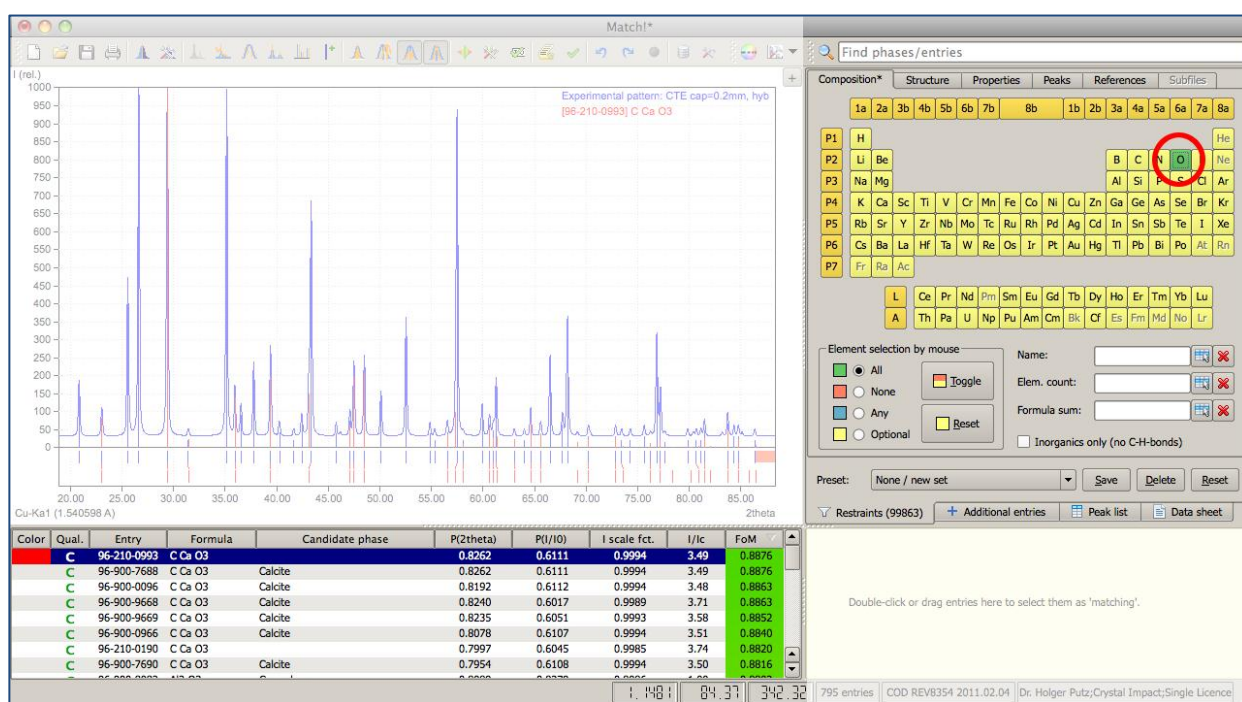 Match!*
Find phases/entries
I (rel.)
Experimental pattern: CTE cap=0.2mm, hyb
[96-210-0993] C Ca O3
1000
950
900
850
800
750
700
650
600
550
500
450
400
350
300
250
200
150
100
50
0
20.00 25.00 30.00 35.00 40.00 45.00 50.00 55.00 60.00 65.00 70.00 75.00 80.00 85.00
Cu-Ka1 (1.540598 A) 2theta
Composition* Structure Properties Peaks References Subfiles
1a 2a 3b 4b 5b 6b 7b 8b 1b 2b 3a 4a 5a 6a 7a 8a
P1 H He
P2 Li Be B C N O Ne
P3 Na Mg Al Si P S Cl Ar
P4 K Ca Sc Ti V Cr Mn Fe Co Ni Cu Zn Ga Ge As Se Br Kr
P5 Rb Sr Y Zr Nb Mo Tc Ru Rh Pd Ag Cd In Sn Sb Te I Xe
P6 Cs Ba La Hf Ta W Re Os Ir Pt Au Hg Tl Pb Bi Po At Rn
P7 Fr Ra Ac
L Ce Pr Nd Pm Sm Eu Gd Tb Dy Ho Er Tm Yb Lu
A Th Pa U Np Pu Am Cm Bk Cf Es Fm Md No Lr
Element selection by mouse
All
None
Any
Optional
Toggle
Reset
Name:
Elem. count:
Formula sum:
Inorganics only (no C-H-bonds)
Preset: None / new set Save Delete Reset
Restraints (99863) Additional entries Peak list Data sheet
Color Qual. Entry Formula Candidate phase P(2theta) P(I/I0) I scale fct. I/Ic FoM
C 96-210-0993 C Ca O3 0.8262 0.6111 0.9994 3.49 0.8876
C 96-900-7688 C Ca O3 Calcite 0.8262 0.6111 0.9994 3.49 0.8876
C 96-900-0096 C Ca O3 Calcite 0.8192 0.6112 0.9994 3.48 0.8863
C 96-900-9668 C Ca O3 Calcite 0.8240 0.6017 0.9989 3.71 0.8863
C 96-900-9669 C Ca O3 Calcite 0.8235 0.6051 0.9993 3.58 0.8852
C 96-900-0966 C Ca O3 Calcite 0.8078 0.6107 0.9994 3.51 0.8840
C 96-210-0190 C Ca O3 0.7997 0.6045 0.9985 3.74 0.8820
C 96-900-7690 C Ca O3 Calcite 0.7954 0.6108 0.9994 3.50 0.8816
Double-click or drag entries here to select them as 'matching'.
1.1481 84.37 342.32
795 entries COD REV8354 2011.02.04 Dr. Holger Putz;Crystal Impact;Single Licence